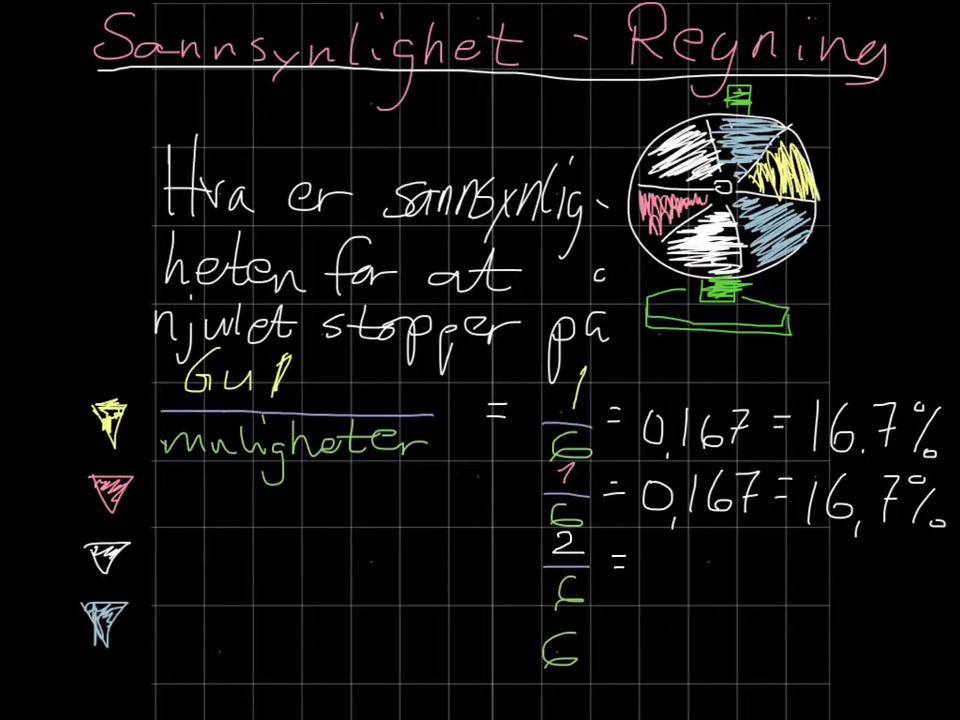 Sannsynlighet - Regning
Hva er sannsynlig-
heten for at
hjulet stopper på
Gul
muligheter
= 1/6 = 0,167 = 16.7%
1/6 = 0,167 = 16,7%
2/6 =
6